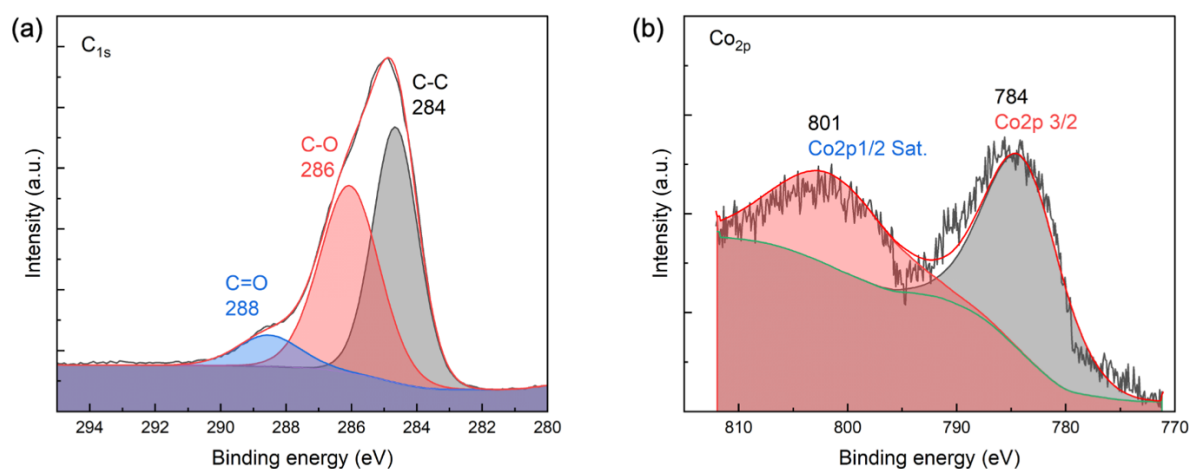 (a)
C1s
C-C
284
C-O
286
C=O
288
Intensity (a.u.)
294 292 290 288 286 284 282 280
Binding energy (eV)
(b)
Co2p
784
Co2p 3/2
801
Co2p1/2 Sat.
Intensity (a.u.)
810 800 790 780 770
Binding energy (eV)